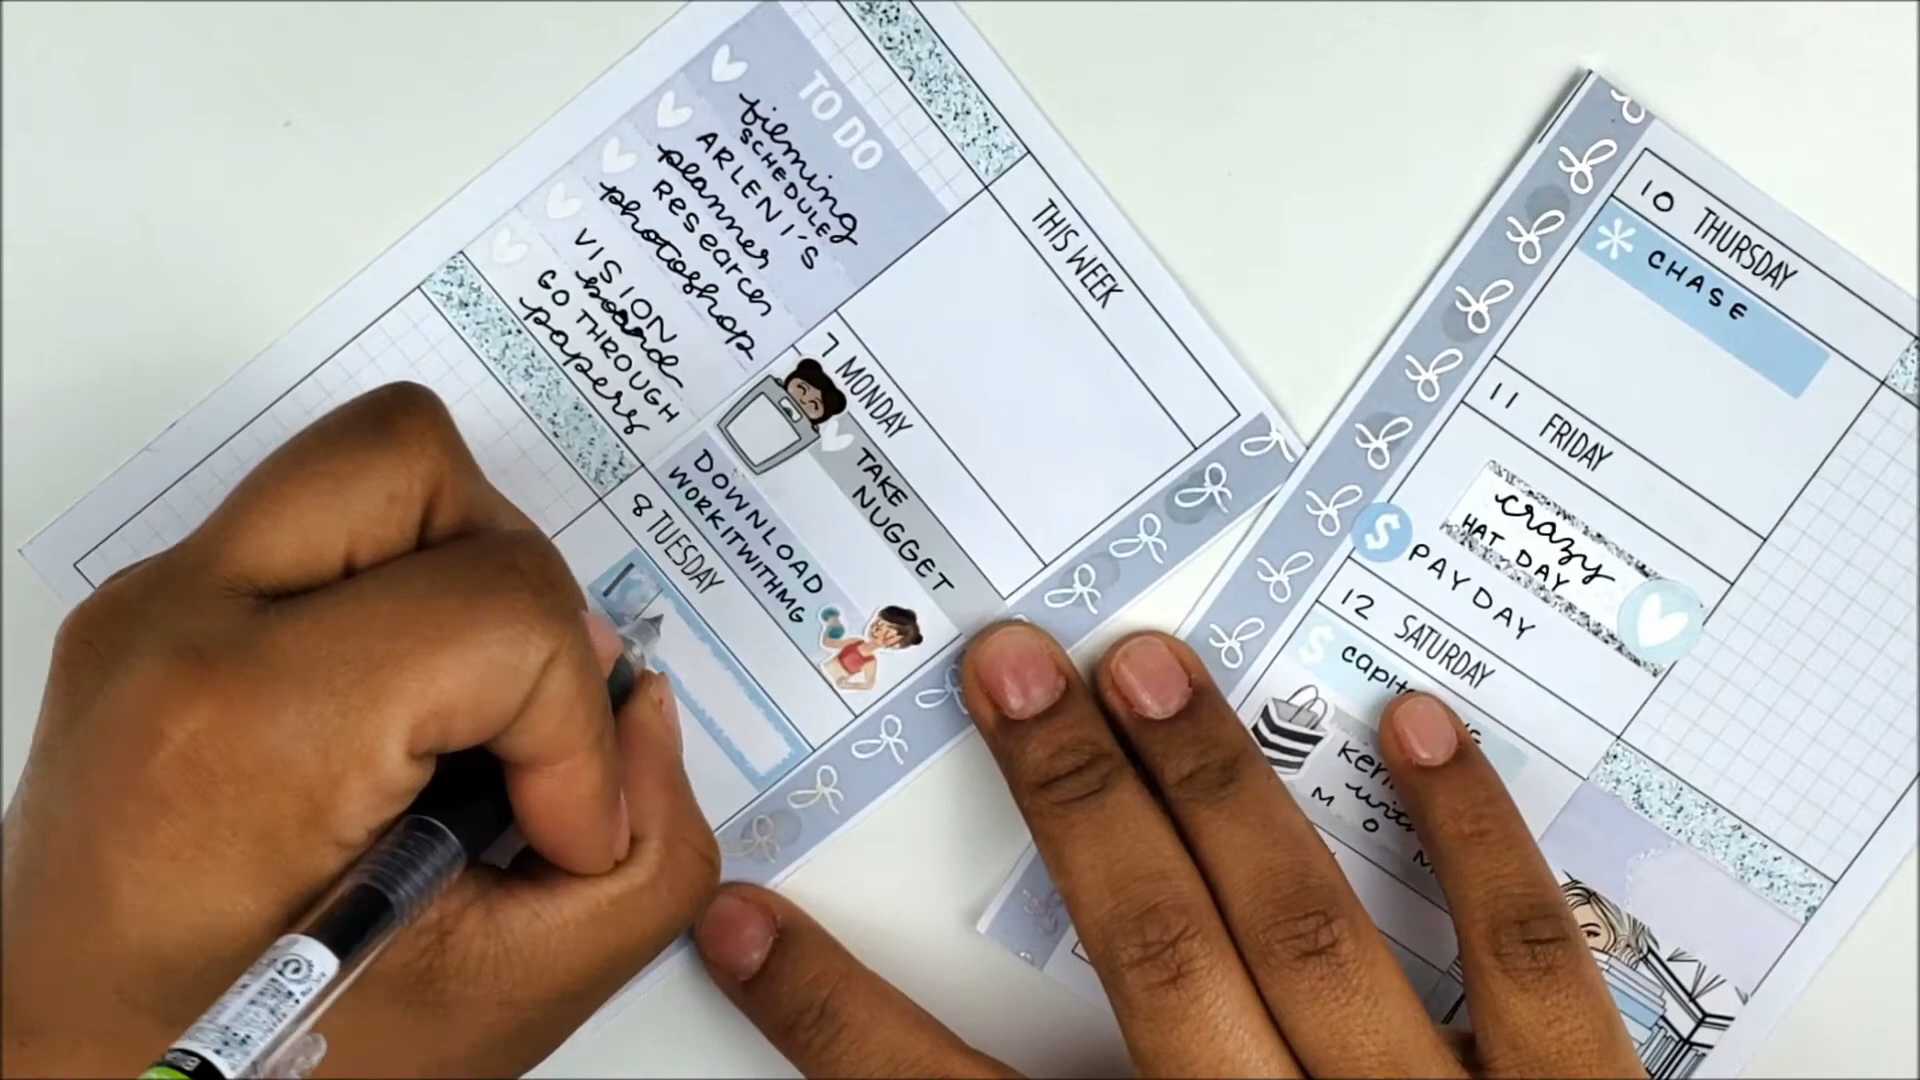 TO DO
filming
SCHEDULE
ARLENI'S
planner
Research
photoshop
VISION
board
GO THROUGH
papers
THIS WEEK
7 MONDAY
TAKE
NUGGET
DOWNLOAD
WORKITWITHMG
8 TUESDAY
10 THURSDAY
CHASE
11 FRIDAY
crazy
HAT DAY
$ PAYDAY
12 SATURDAY
$
with
M
O